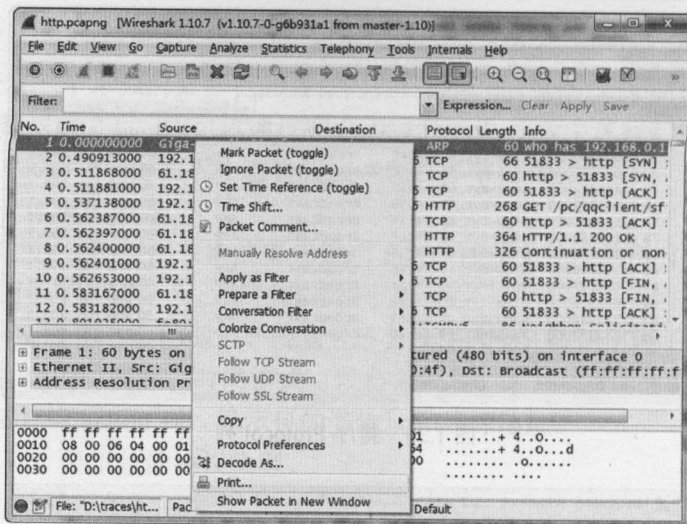 http.pcapng [Wireshark 1.10.7 (v1.10.7-0-g6b931a1 from master-1.10)]
File Edit View Go Capture Analyze Statistics Telephony Tools Internals Help
Filter: Expression... Clear Apply Save
No. Time Source Destination Protocol Length Info
1 0.000000000 Giga- ARP 60 who has 192.168.0.1
2 0.490913000 192.1 TCP 66 51833 > http [SYN]
3 0.511868000 61.18 TCP 60 http > 51833 [SYN,
4 0.511881000 192.1 TCP 60 51833 > http [ACK]
5 0.537138000 192.1 HTTP 268 GET /pc/qqclient/sf
6 0.562387000 61.18 TCP 60 http > 51833 [ACK]
7 0.562397000 61.18 HTTP 364 HTTP/1.1 200 OK
8 0.562400000 61.18 HTTP 326 Continuation or non
9 0.562401000 192.1 TCP 60 51833 > http [ACK]
10 0.562653000 192.1 TCP 60 51833 > http [FIN,
11 0.583167000 61.18 TCP 60 http > 51833 [FIN,
12 0.583182000 192.1 TCP 60 51833 > http [ACK]
Mark Packet (toggle)
Ignore Packet (toggle)
Set Time Reference (toggle)
Time Shift...
Packet Comment...
Manually Resolve Address
Apply as Filter
Prepare a Filter
Conversation Filter
Colorize Conversation
SCTP
Follow TCP Stream
Follow UDP Stream
Follow SSL Stream
Copy
Protocol Preferences
Decode As...
Print...
Show Packet in New Window
Frame 1: 60 bytes on tured (480 bits) on interface 0
Ethernet II, Src: Gig 0:4f), Dst: Broadcast (ff:ff:ff:ff:f
Address Resolution Pr
0000 ff ff ff ff ff ff 01 .......+ 4..O....
0010 08 00 06 04 00 01 64 .......+ 4..O...d
0020 00 00 00 00 00 00 00 ........ .O......
0030 00 00 00 00 00 00 ........ ....
File: "D:\traces\ht... Pac Default